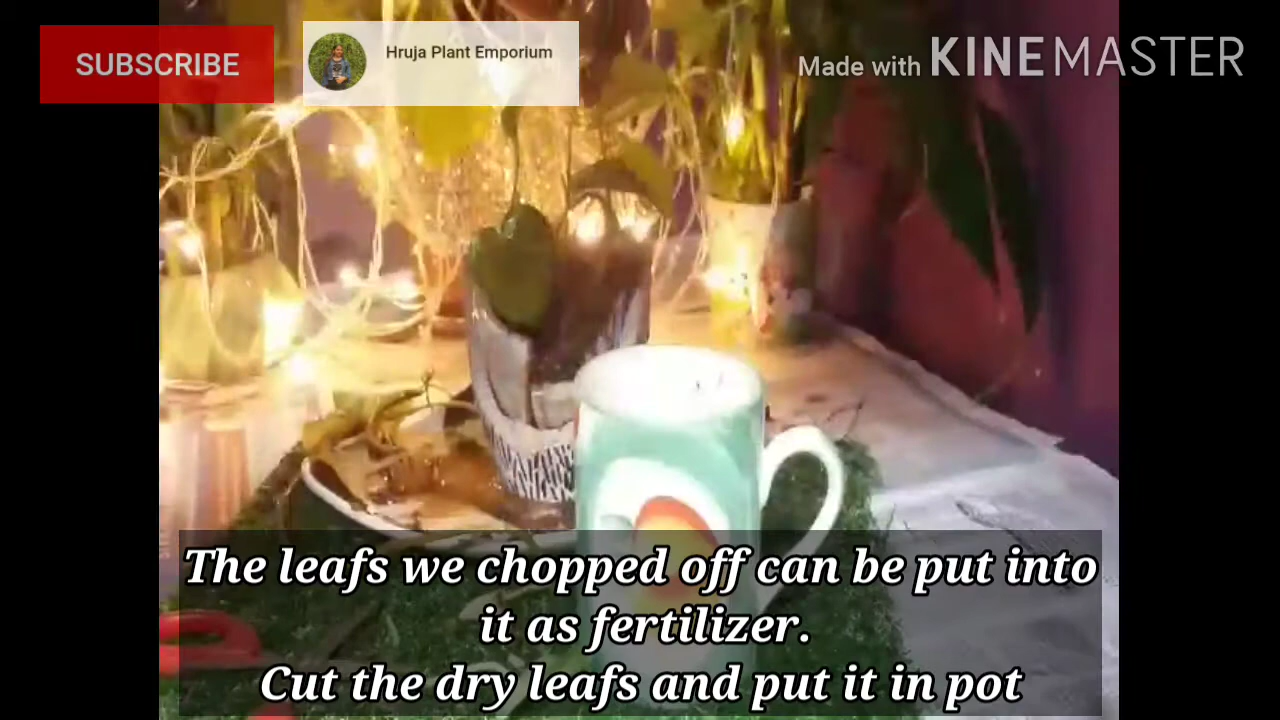 SUBSCRIBE
Hruja Plant Emporium
Made with KINEMASTER
The leafs we chopped off can be put into
it as fertilizer.
Cut the dry leafs and put it in pot